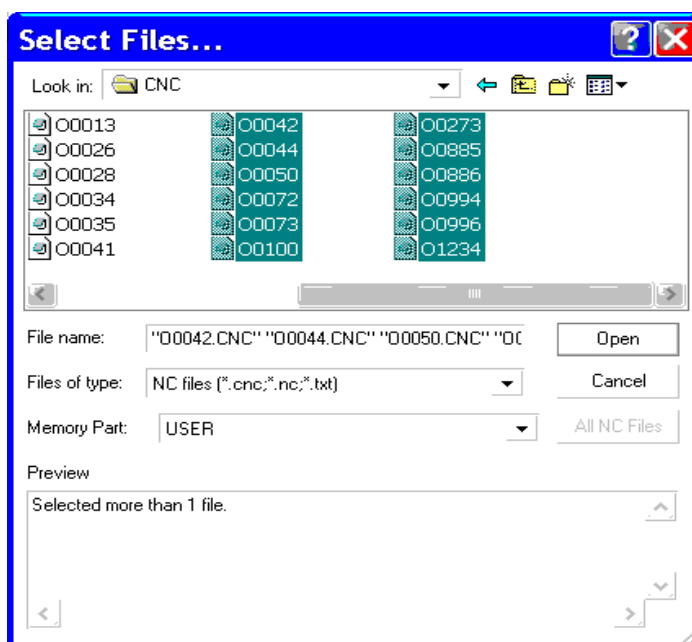 Select Files...
Look in: CNC
O0013 O0042 O0273
O0026 O0044 O0885
O0028 O0050 O0886
O0034 O0072 O0994
O0035 O0073 O0996
O0041 O0100 O1234
File name: "O0042.CNC" "O0044.CNC" "O0050.CNC" "OC Open
Files of type: NC files (*.cnc;*.nc;*.txt) Cancel
Memory Part: USER All NC Files
Preview
Selected more than 1 file.